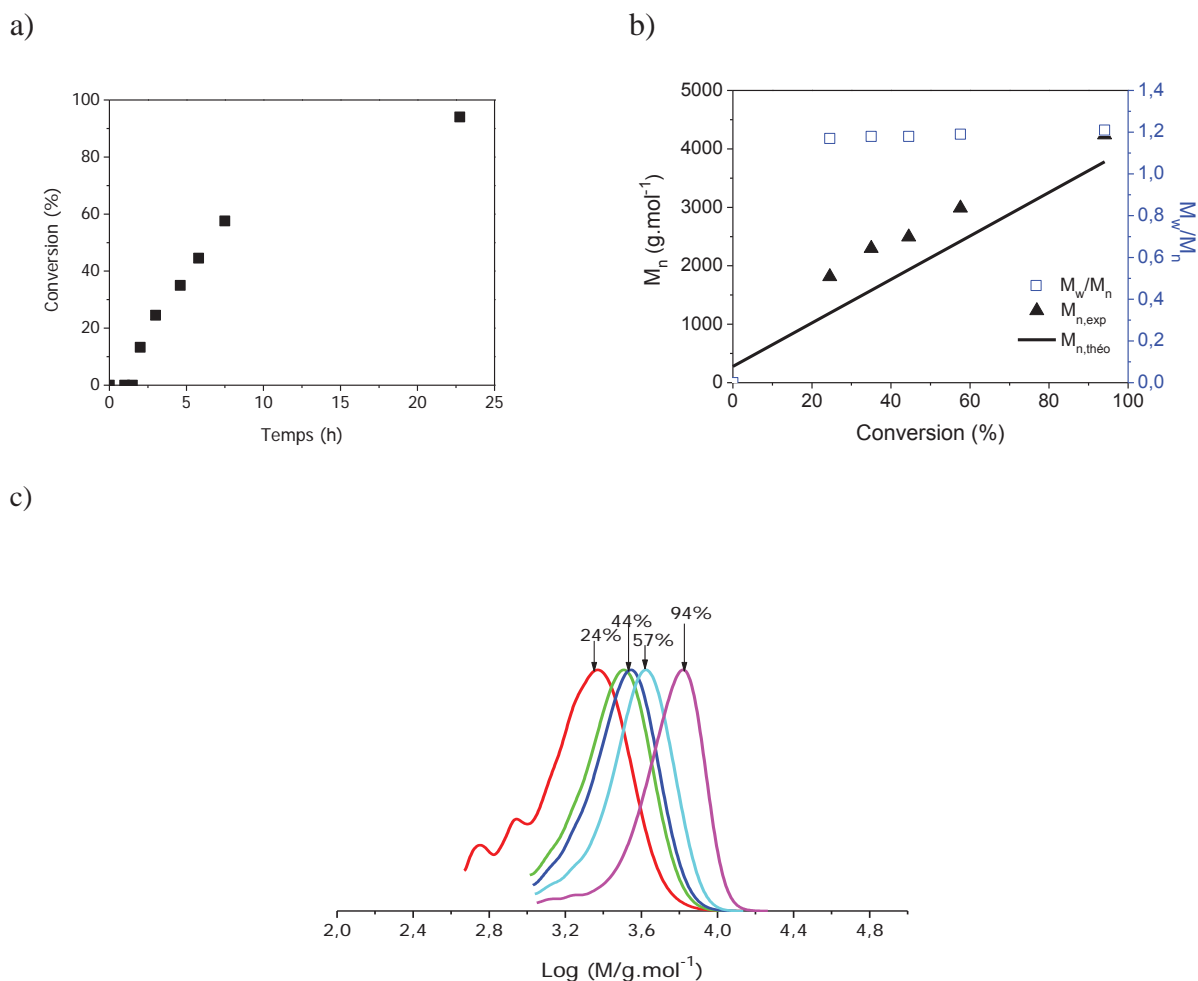 a)
b)
100
80
60
40
20
0
0 5 10 15 20 25
Conversion (%)
Temps (h)
5000
4000
3000
2000
1000
0
0 20 40 60 80 100
1,4
1,2
1,0
0,8
0,6
0,4
0,2
0,0
Mn (g.mol-1)
Mw/Mn
Conversion (%)
Mw/Mn
Mn,exp
Mn,théo
c)
24%
44%
57%
94%
2,0 2,4 2,8 3,2 3,6 4,0 4,4 4,8
Log (M/g.mol-1)